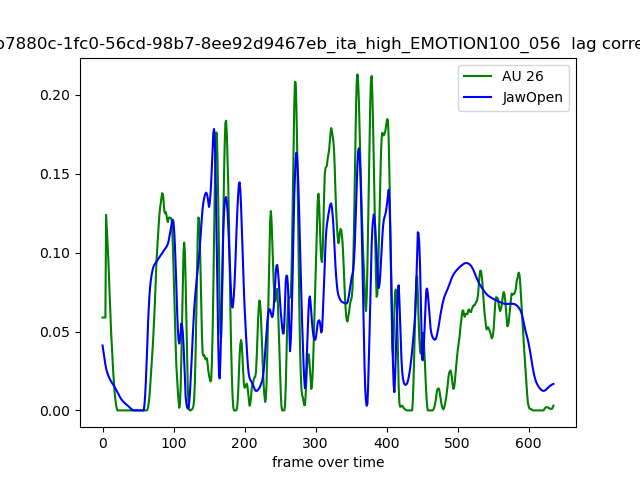 b7880c-1fc0-56cd-98b7-8ee92d9467eb_ita_high_EMOTION100_056  lag corre
AU 26
JawOpen
0.20
0.15
0.10
0.05
0.00
0 100 200 300 400 500 600
frame over time